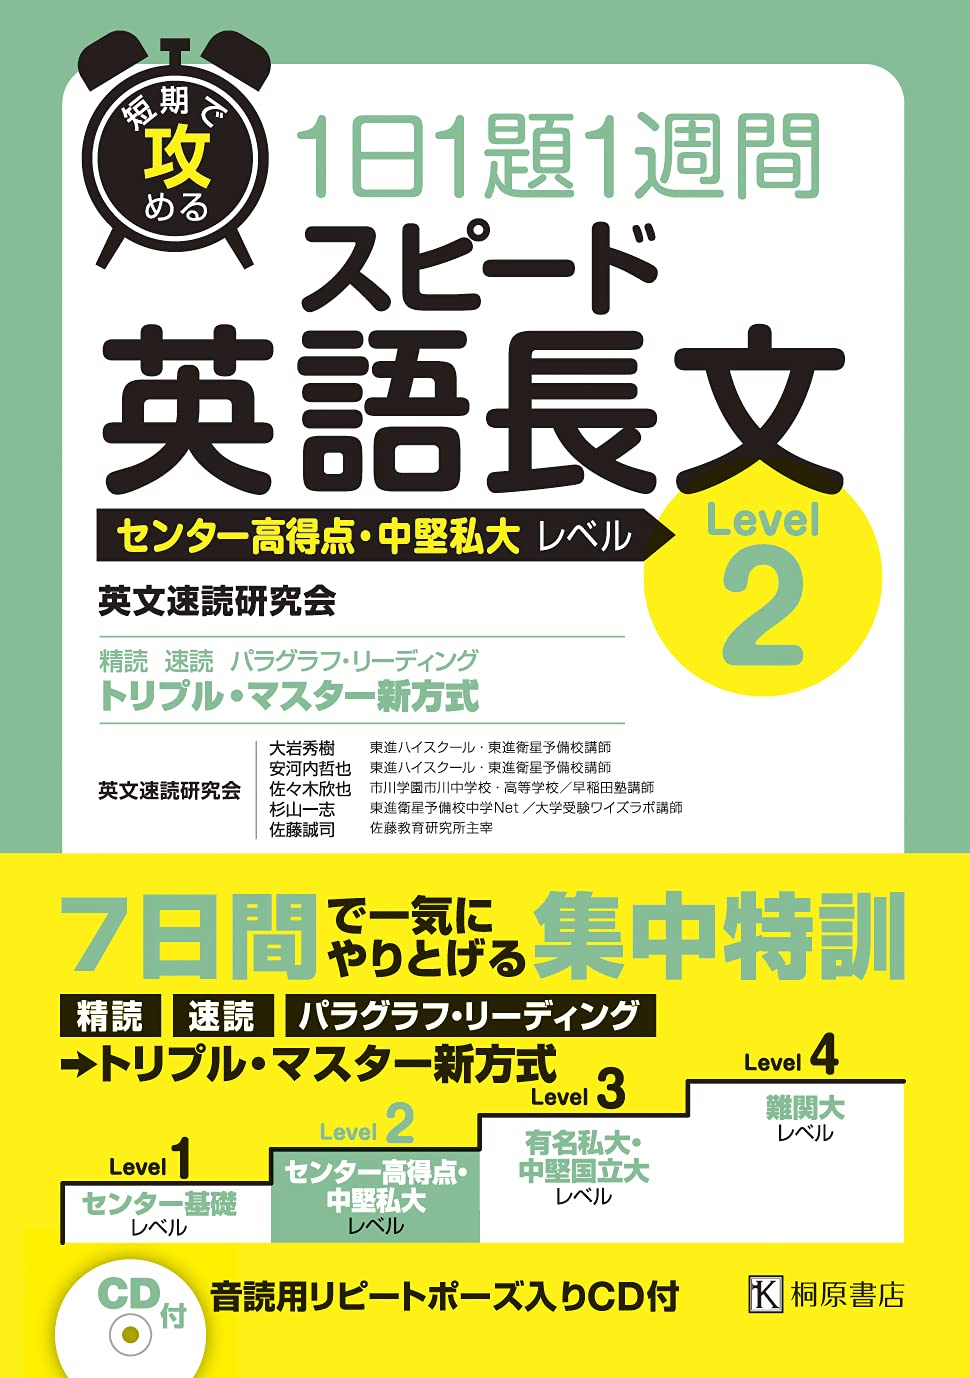 短期で
攻
める
1日1題1週間
スピード
英語長文
センター高得点・中堅私大 レベル
Level
2
英文速読研究会
精読 速読 パラグラフ・リーディング
トリプル・マスター新方式
英文速読研究会
大岩秀樹 東進ハイスクール・東進衛星予備校講師
安河内哲也 東進ハイスクール・東進衛星予備校講師
佐々木欣也 市川学園市川中学校・高等学校／早稲田塾講師
杉山一志 東進衛星予備校中学Net／大学受験ワイズラボ講師
佐藤誠司 佐藤教育研究所主宰
7日間で一気にやりとげる集中特訓
精読 速読 パラグラフ・リーディング
➡トリプル・マスター新方式
Level 1
センター基礎
レベル
Level 2
センター高得点・
中堅私大
レベル
Level 3
有名私大・
中堅国立大
レベル
Level 4
難関大
レベル
CD付
音読用リピートポーズ入りCD付
K 桐原書店